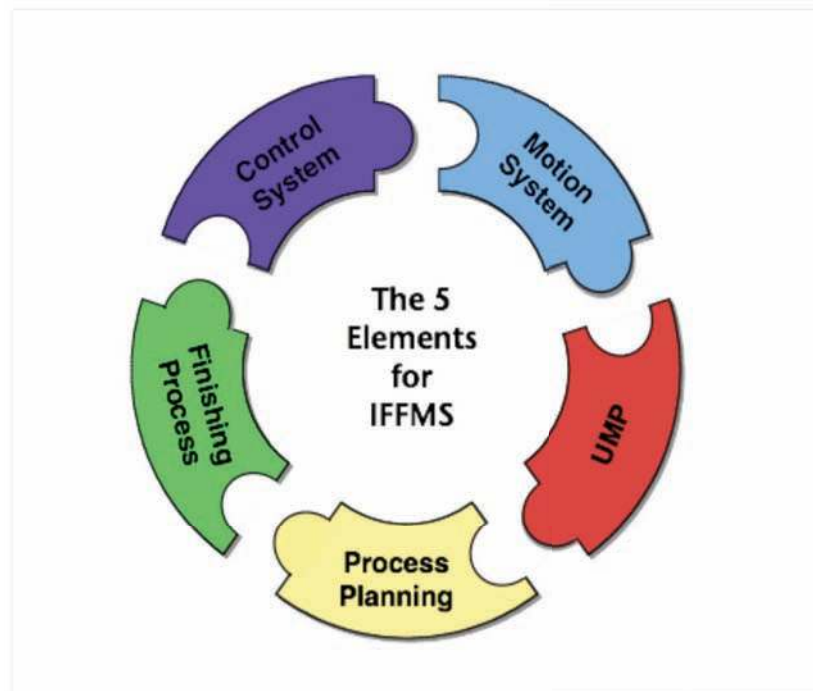 Control
System
Motion
System
The 5
Elements
for
IFFMS
Finishing
Process
UMP
Process
Planning